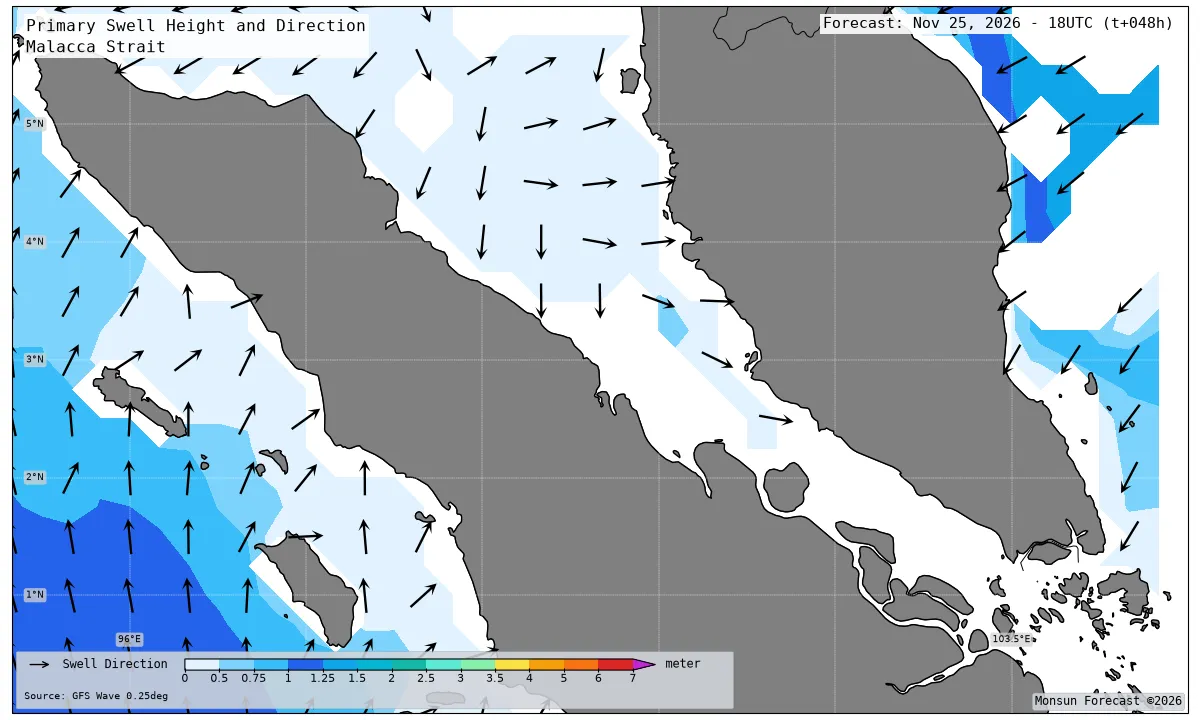 Primary Swell Height and Direction
Malacca Strait
Forecast: Nov 25, 2026 - 18UTC (t+048h)
5°N
4°N
3°N
2°N
1°N
96°E
103.5°E
Swell Direction
0 0.5 0.75 1 1.25 1.5 2 2.5 3 3.5 4 5 6 7
meter
Source: GFS Wave 0.25deg
Monsun Forecast ©2026